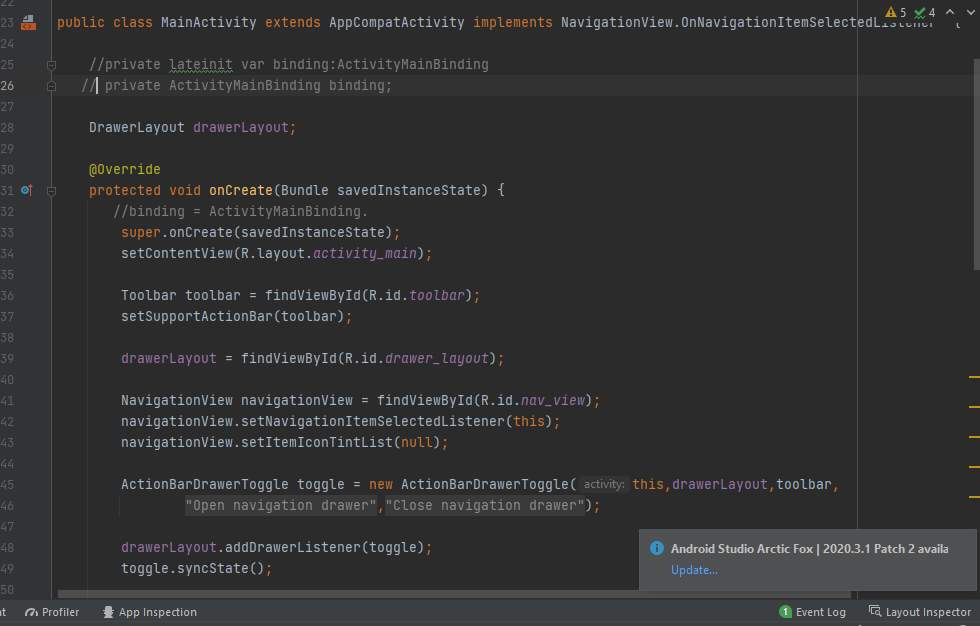 22
23 public class MainActivity extends AppCompatActivity implements NavigationView.OnNavigationItemSelectedListener {
5 4
24
25 //private lateinit var binding:ActivityMainBinding
26 // private ActivityMainBinding binding;
27
28 DrawerLayout drawerLayout;
29
30 @Override
31 protected void onCreate(Bundle savedInstanceState) {
32 //binding = ActivityMainBinding.
33 super.onCreate(savedInstanceState);
34 setContentView(R.layout.activity_main);
35
36 Toolbar toolbar = findViewById(R.id.toolbar);
37 setSupportActionBar(toolbar);
38
39 drawerLayout = findViewById(R.id.drawer_layout);
40
41 NavigationView navigationView = findViewById(R.id.nav_view);
42 navigationView.setNavigationItemSelectedListener(this);
43 navigationView.setItemIconTintList(null);
44
45 ActionBarDrawerToggle toggle = new ActionBarDrawerToggle( activity: this,drawerLayout,toolbar,
46 "Open navigation drawer","Close navigation drawer");
47
48 drawerLayout.addDrawerListener(toggle);
49 toggle.syncState();
50
Android Studio Arctic Fox | 2020.3.1 Patch 2 availa
Update...
nt Profiler App Inspection 1 Event Log Layout Inspector